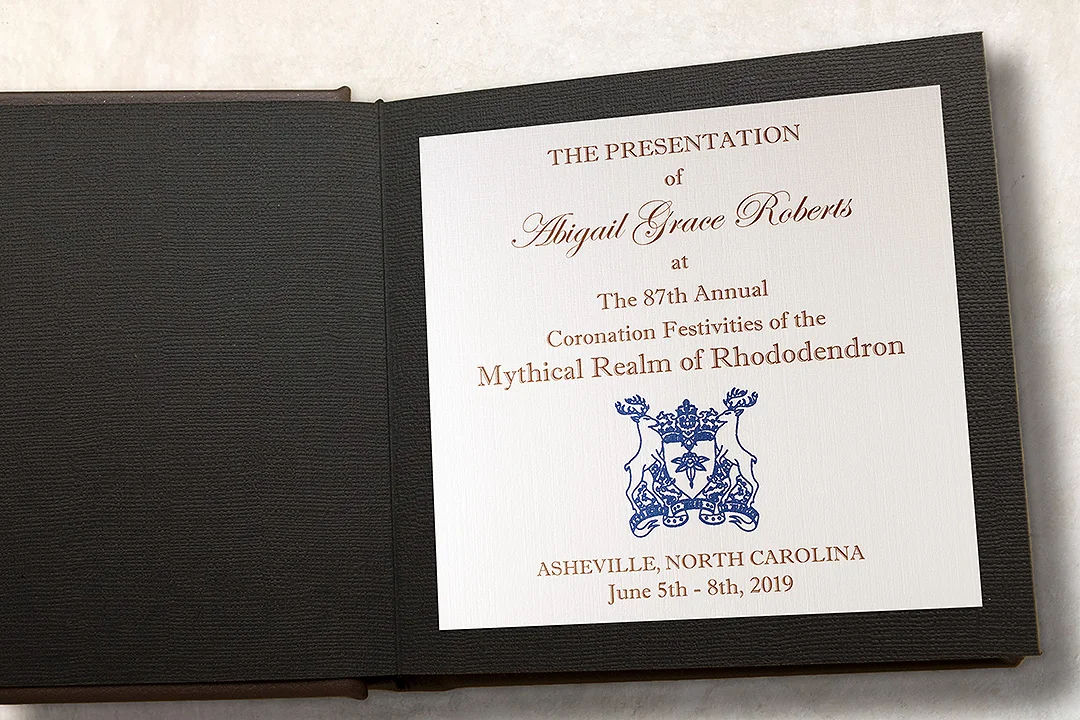 THE PRESENTATION
of
Abigail Grace Roberts
at
The 87th Annual
Coronation Festivities of the
Mythical Realm of Rhododendron
ASHEVILLE, NORTH CAROLINA
June 5th - 8th, 2019